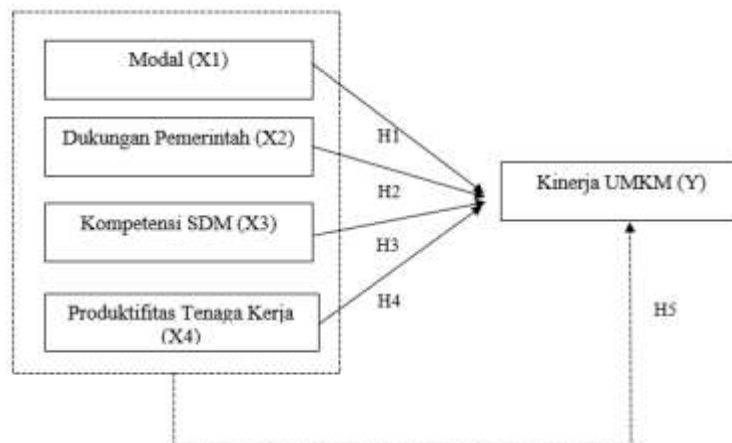 Modal (X1)
Dukungan Pemerintah (X2)
Kompetensi SDM (X3)
Produktifitas Tenaga Kerja
(X4)
H1
H2
H3
H4
Kinerja UMKM (Y)
H5